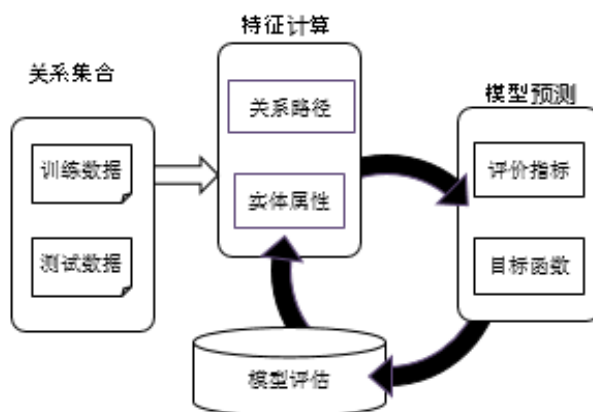 关系集合
训练数据
测试数据
特征计算
关系路径
实体属性
模型预测
评价指标
目标函数
模型评估